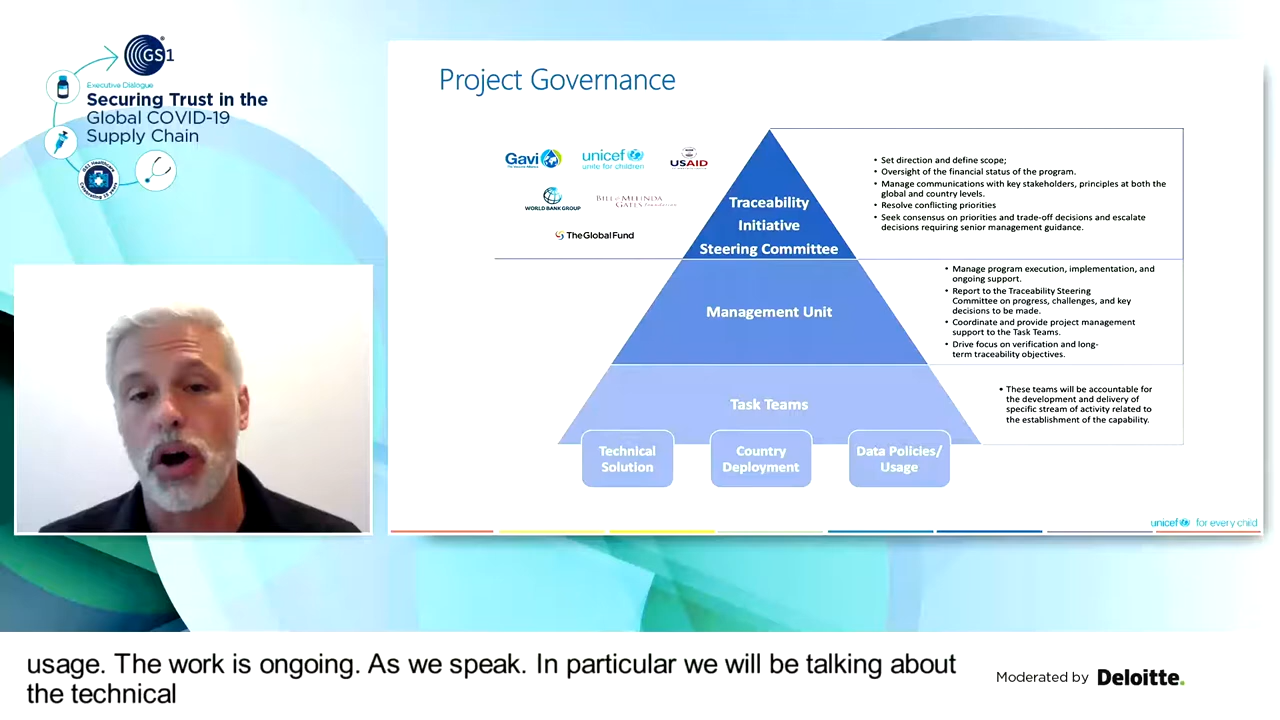 GS1
Executive Dialogue
Securing Trust in the
Global COVID-19
Supply Chain
GS1 Healthcare
Project Governance
Gavi
unicef
unite for children
USAID
WORLD BANK GROUP
BILL & MELINDA
GATES foundation
The Global Fund
Traceability
Initiative
Steering Committee
• Set direction and define scope;
• Oversight of the financial status of the program.
• Manage communications with key stakeholders, principles at both the
global and country levels.
• Resolve conflicting priorities
• Seek consensus on priorities and trade-off decisions and escalate
decisions requiring senior management guidance.
Management Unit
• Manage program execution, implementation, and
ongoing support.
• Report to the Traceability Steering
Committee on progress, challenges, and key
decisions to be made.
• Coordinate and provide project management
support to the Task Teams.
• Drive focus on verification and long-
term traceability objectives.
Task Teams
• These teams will be accountable for
the development and delivery of
specific stream of activity related to
the establishment of the capability.
Technical
Solution
Country
Deployment
Data Policies/
Usage
unicef for every child
usage. The work is ongoing. As we speak. In particular we will be talking about
the technical
Moderated by Deloitte.